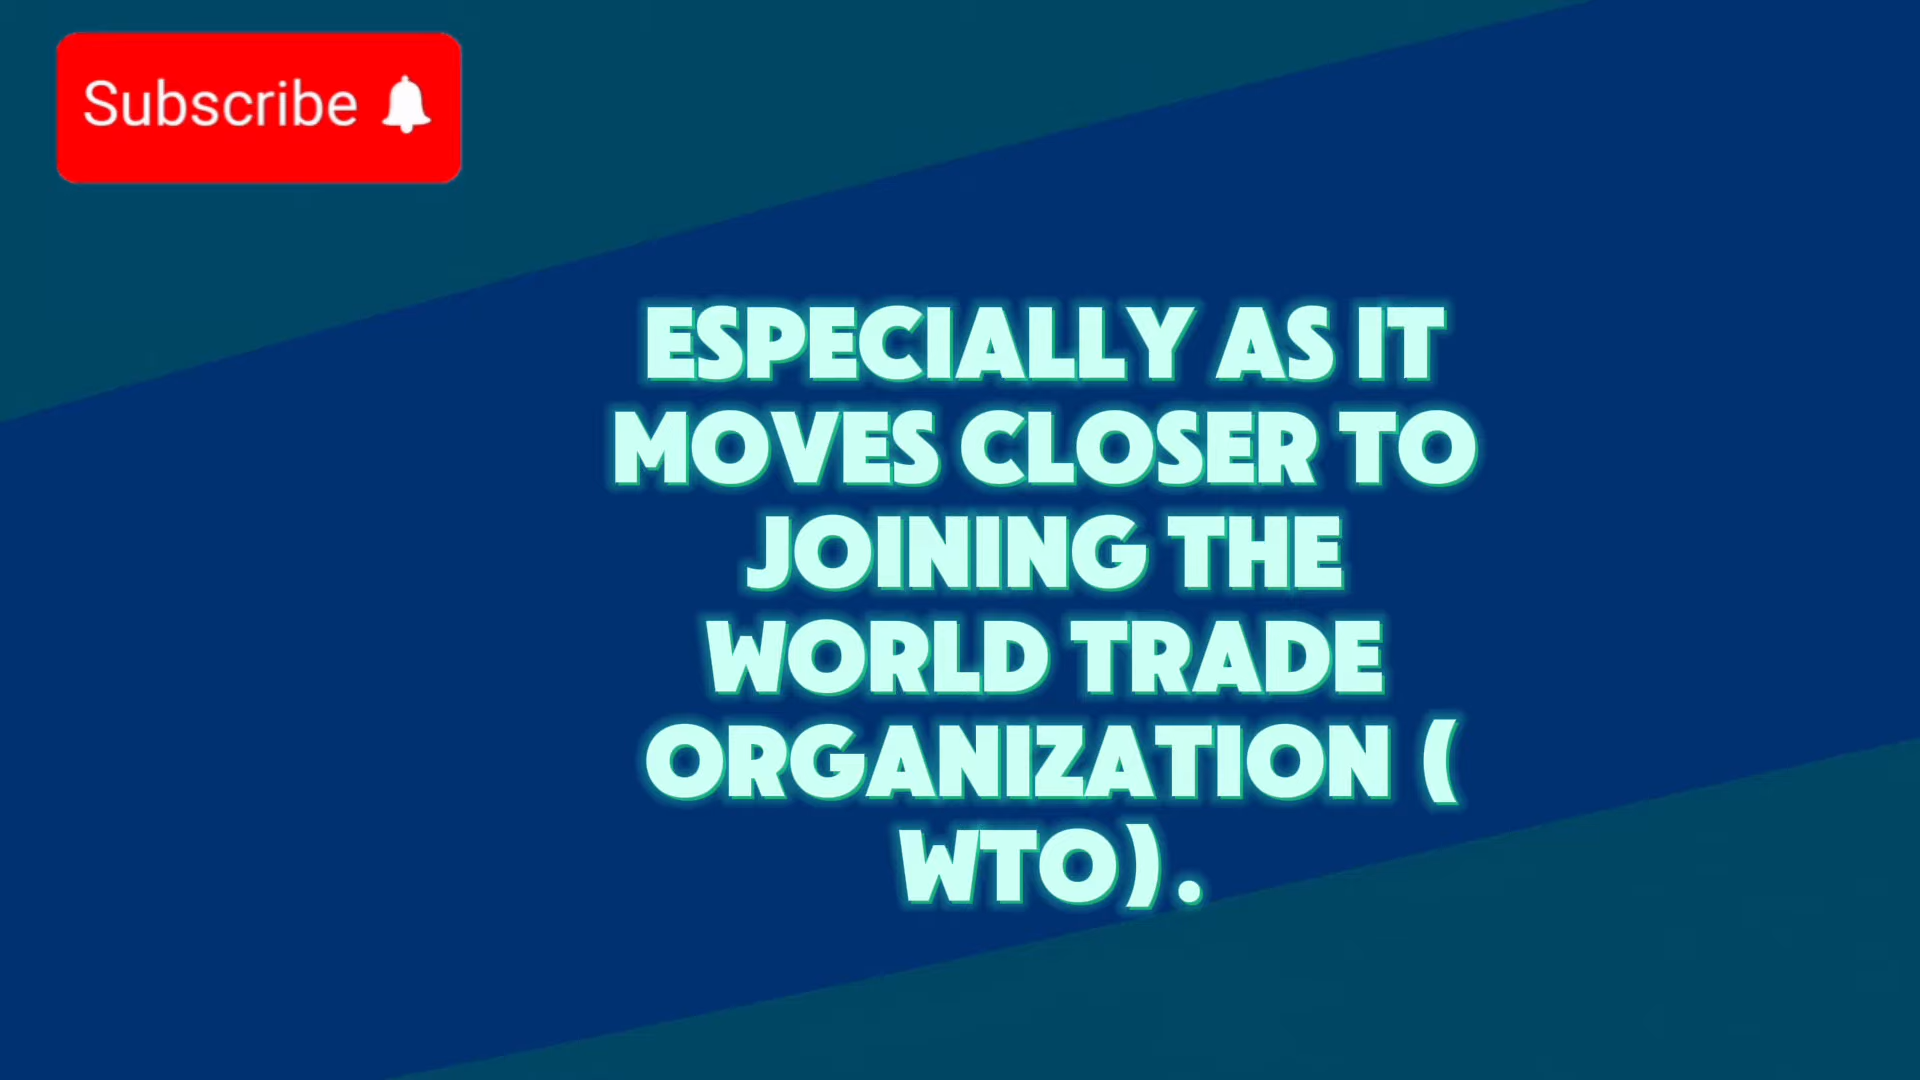 Subscribe
ESPECIALLY AS IT
MOVES CLOSER TO
JOINING THE
WORLD TRADE
ORGANIZATION (
WTO).